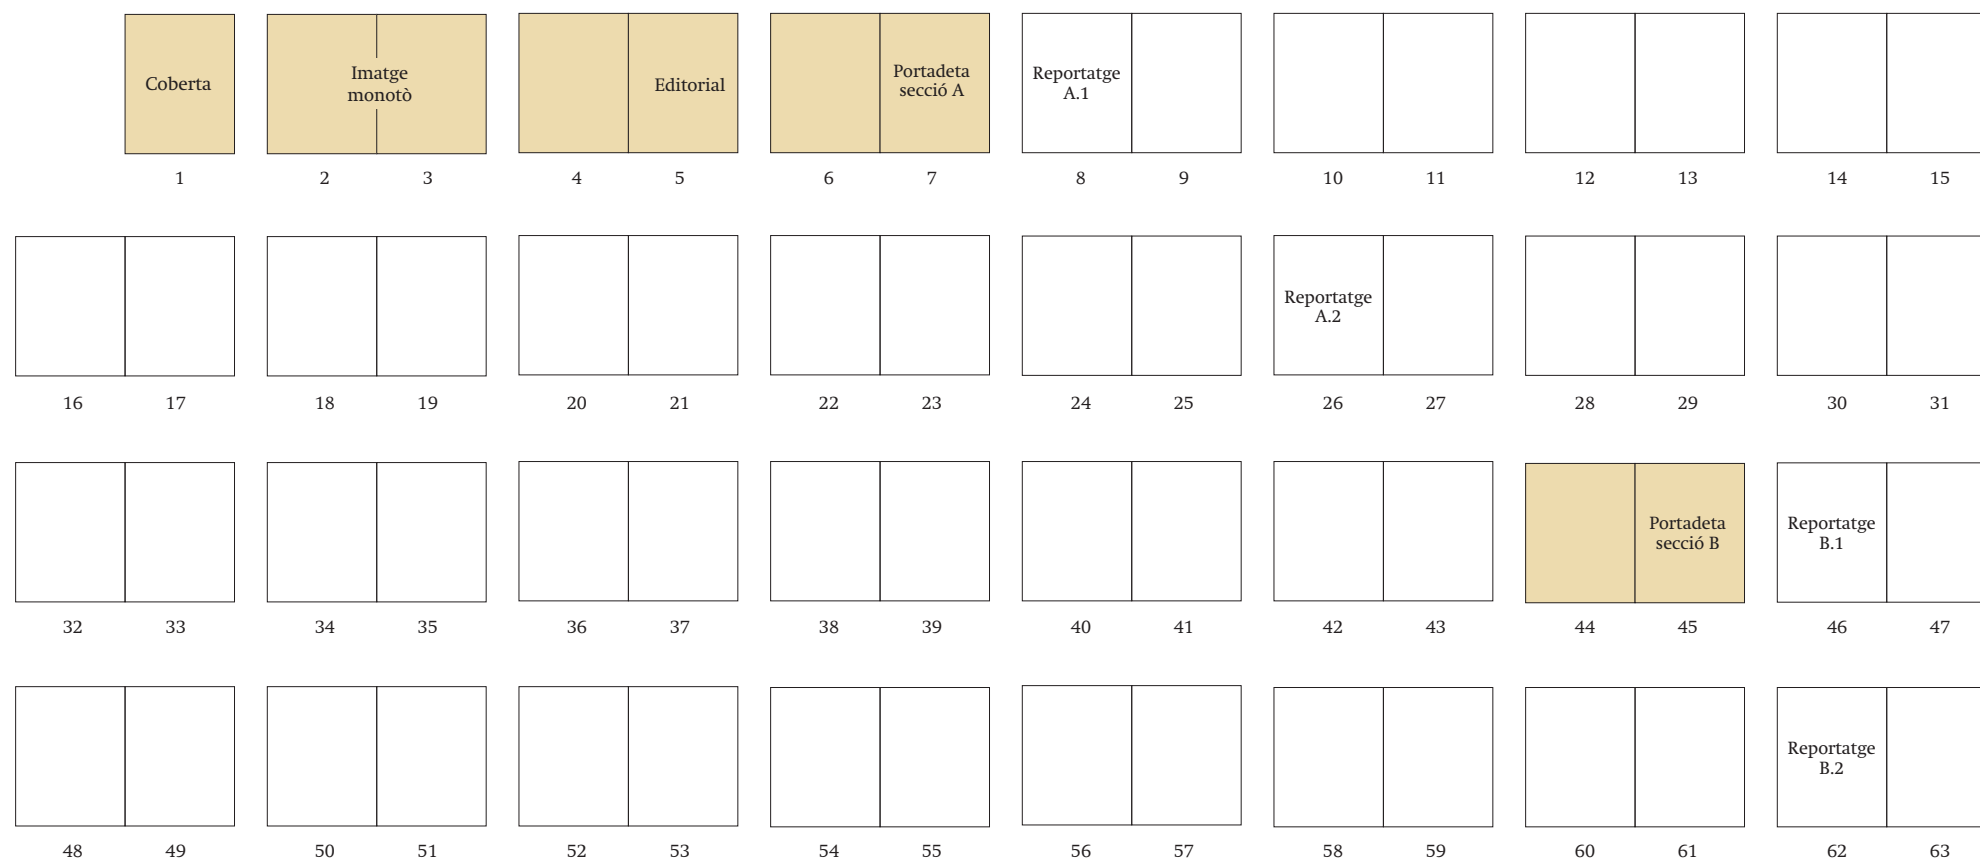 Coberta
Imatge
monotò
Editorial
Portadeta
secció A
Reportatge
A.1
1 2 3 4 5 6 7 8 9 10 11 12 13 14 15
Reportatge
A.2
16 17 18 19 20 21 22 23 24 25 26 27 28 29 30 31
Portadeta
secció B
Reportatge
B.1
32 33 34 35 36 37 38 39 40 41 42 43 44 45 46 47
Reportatge
B.2
48 49 50 51 52 53 54 55 56 57 58 59 60 61 62 63